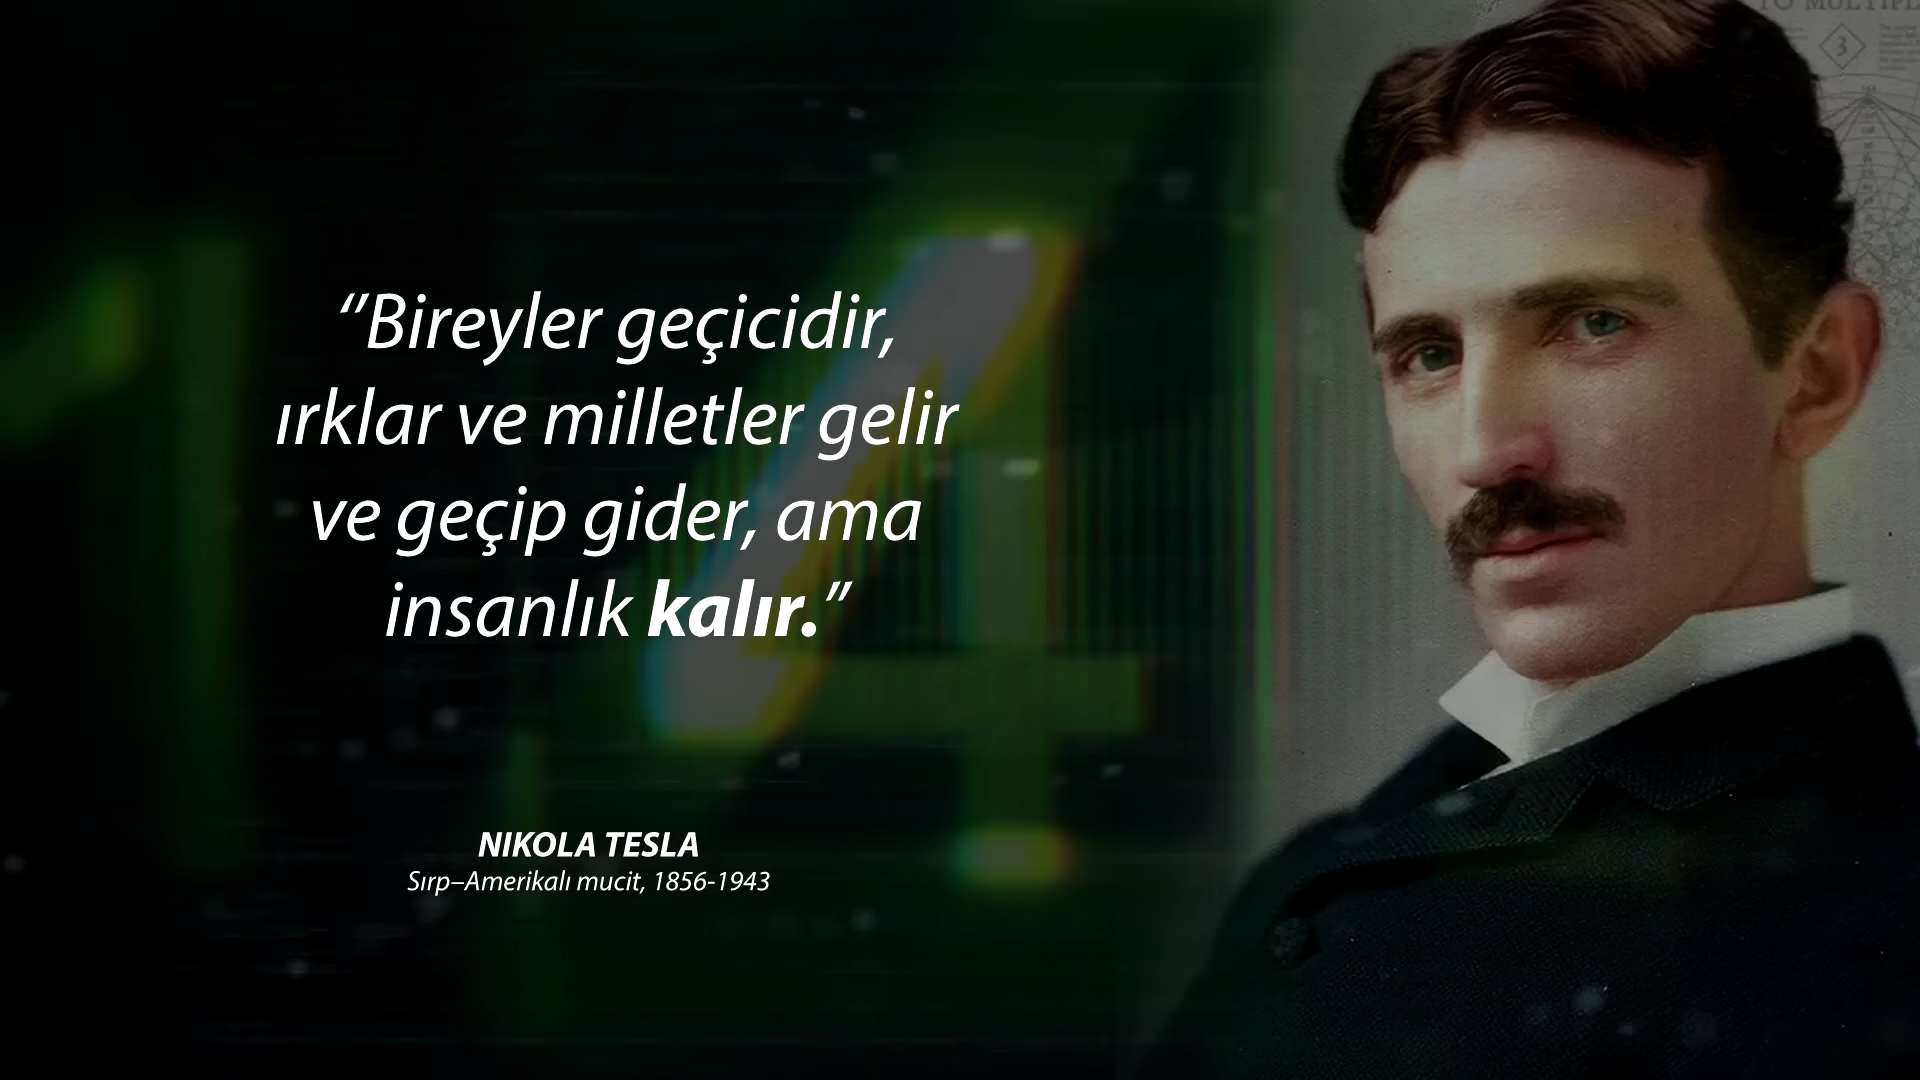 “Bireyler geçicidir,
ırklar ve milletler gelir
ve geçip gider, ama
insanlık kalır.”
NIKOLA TESLA
Sırp–Amerikalı mucit, 1856-1943
3